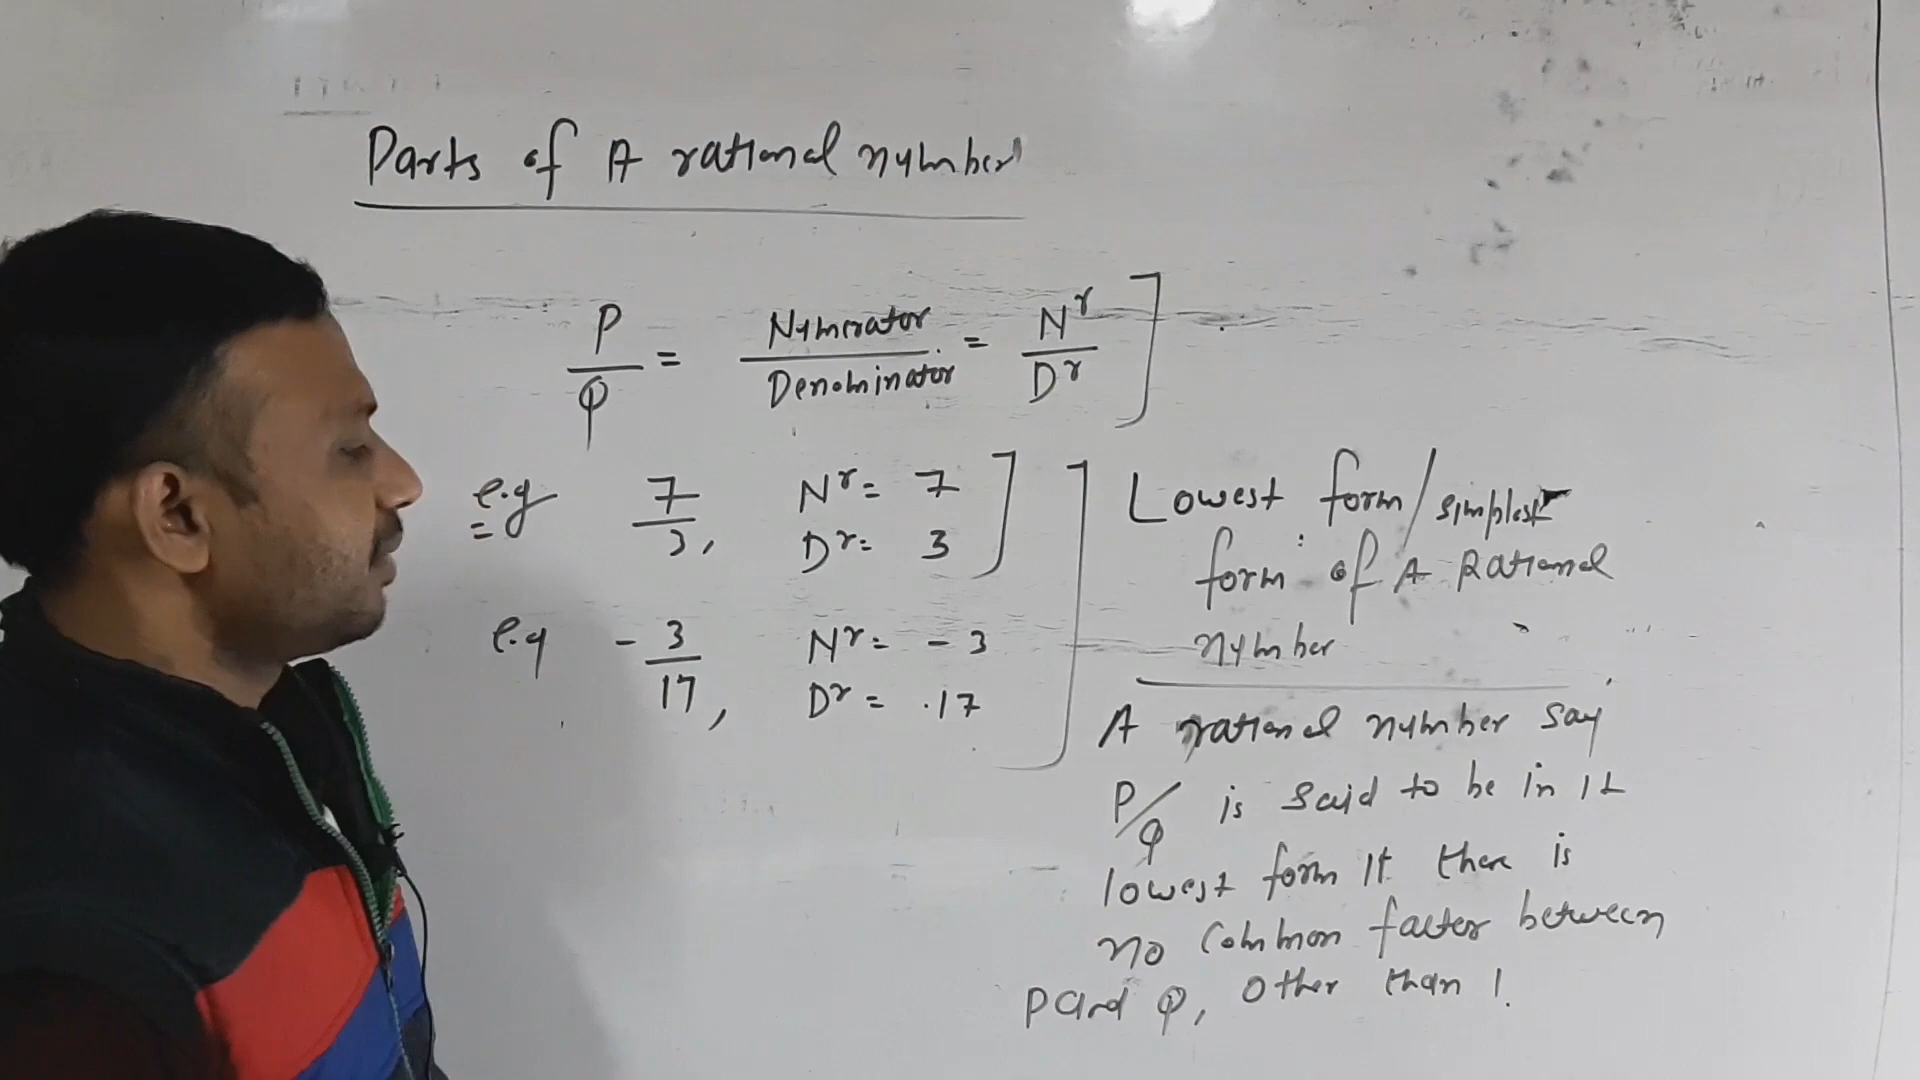 Parts of A rational number
P/Q = Numerator/Denominator = Nʳ/Dʳ
e.g 7/3, Nʳ= 7
Dʳ= 3
e.g -3/17, Nʳ= -3
Dʳ = .17
Lowest form/simplest
form of A Rational
number
A rational number say
P/Q is said to be in it
lowest form If there is
no Common factor between
P and Q, other than 1.